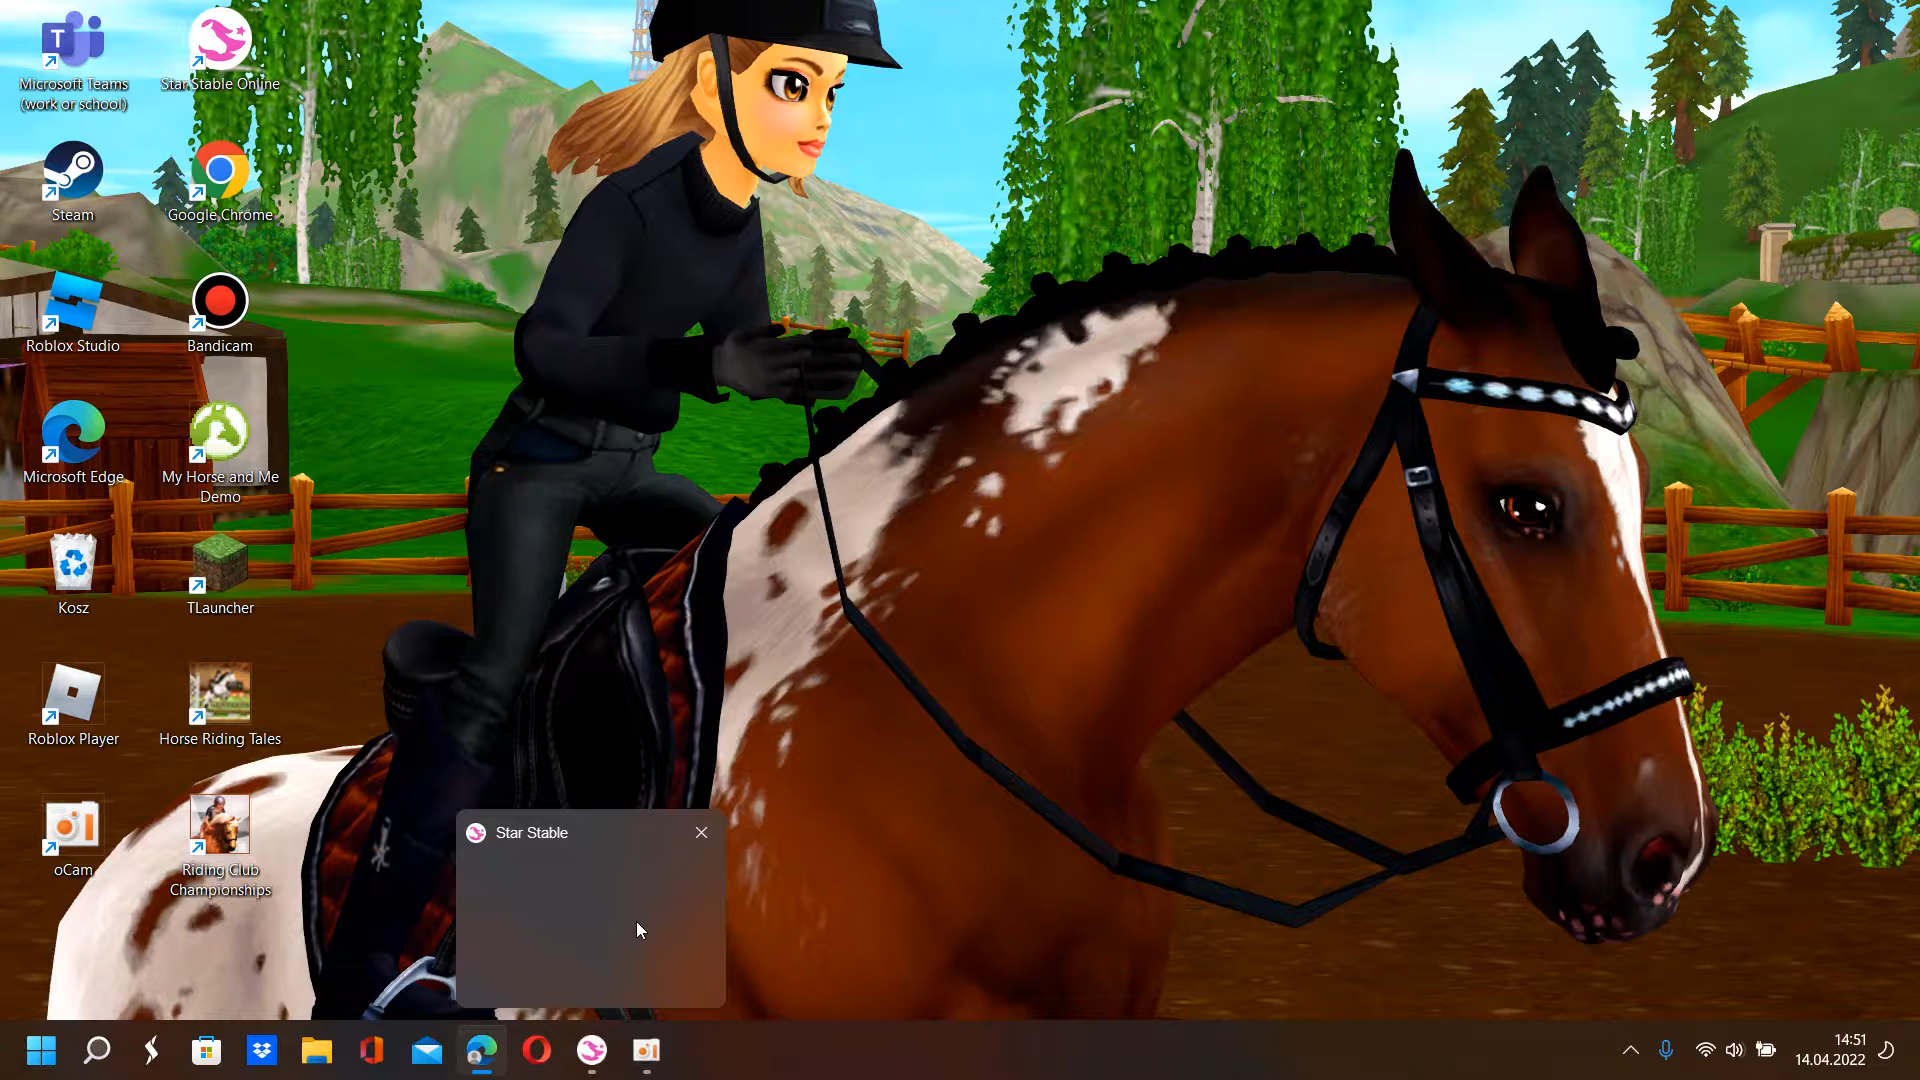 Microsoft Teams
(work or school)
Star Stable Online
Steam
Google Chrome
Roblox Studio
Bandicam
Microsoft Edge
My Horse and Me
Demo
Kosz
TLauncher
Roblox Player
Horse Riding Tales
oCam
Riding Club
Championships
Star Stable
14:51
14.04.2022